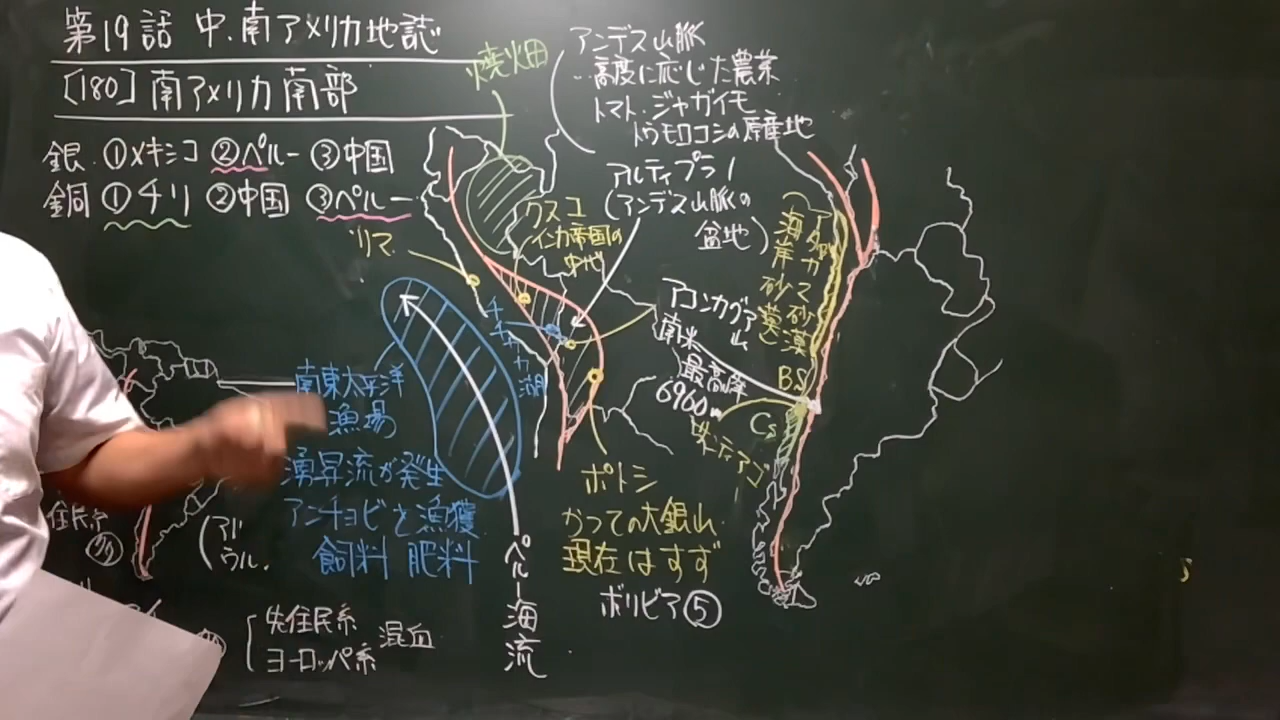 第19話 中.南アメリカ地誌
[180] 南アメリカ南部
銀 ①メキシコ ②ペルー ③中国
銅 ①チリ ②中国 ③ペルー
焼畑
アンデス山脈
高度に応じた農業
トマト.ジャガイモ
トウモロコシの原産地
アルティプラノ
(アンデス山脈の
盆地)
クスコ
インカ帝国の
中心
リマ
チチカカ湖
南東太平洋
漁場
湧昇流が発生
アンチョビを漁獲
飼料 肥料
ペルー海流
ポトシ
かつての大銀山
現在はすず
ボリビア⑤
アタカマ砂漠
(海岸砂漠)
アコンカグア山
南米
最高峰
6960m
BS
Cs
サンティアゴ
住民
先住民系
ヨーロッパ系
混血